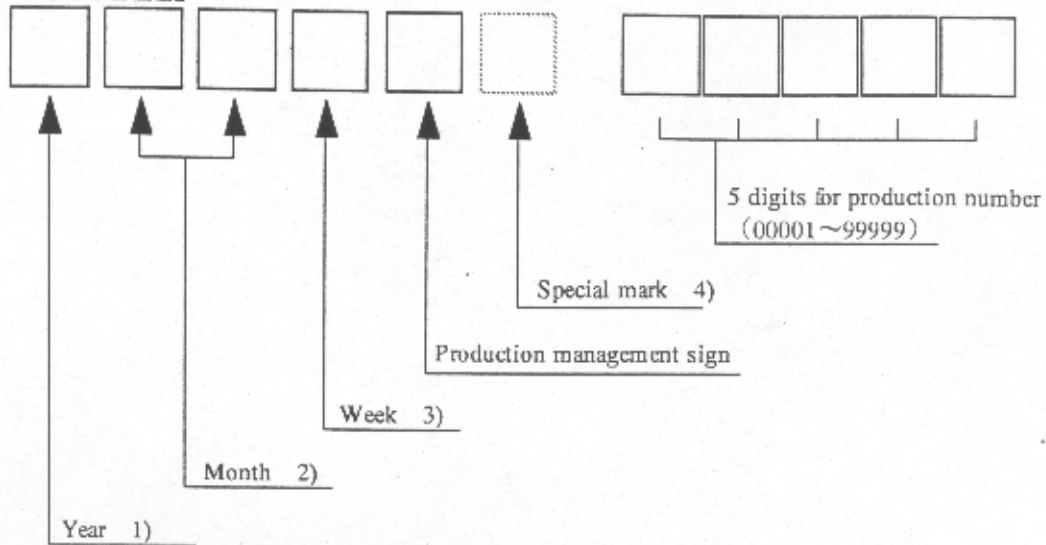 5 digits for production number
(00001～99999)
Special mark 4)
Production management sign
Week 3)
Month 2)
Year 1)